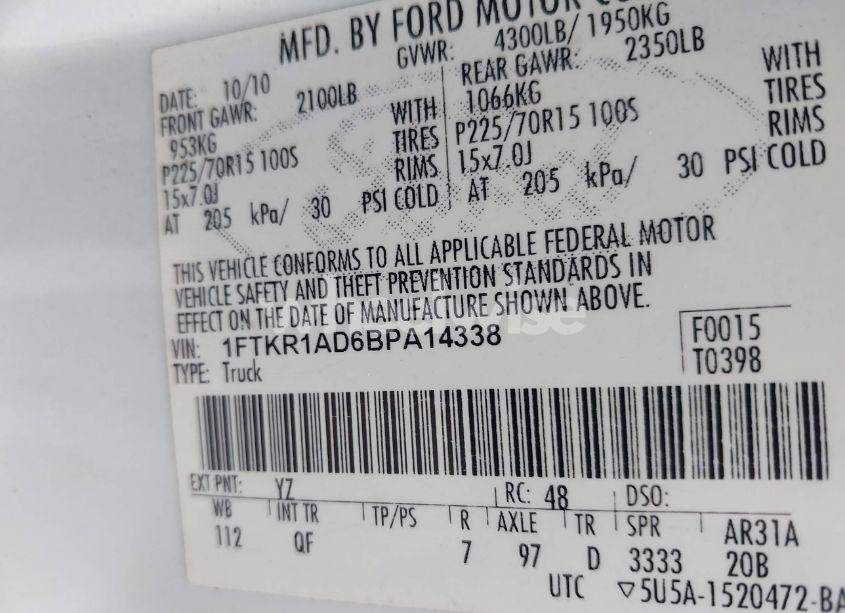 MFD. BY FORD MOTOR CO
GVWR: 4300LB/ 1950KG
DATE: 10/10
FRONT GAWR: 2100LB
953KG WITH
P225/70R15 100S TIRES
15x7.0J RIMS
AT 205 kPa/ 30 PSI COLD
REAR GAWR: 2350LB
1066KG WITH
P225/70R15 100S TIRES
15x7.0J RIMS
AT 205 kPa/ 30 PSI COLD
THIS VEHICLE CONFORMS TO ALL APPLICABLE FEDERAL MOTOR
VEHICLE SAFETY AND THEFT PREVENTION STANDARDS IN
EFFECT ON THE DATE OF MANUFACTURE SHOWN ABOVE.
VIN: 1FTKR1AD6BPA14338
TYPE: Truck
F0015
T0398
EXT PNT: YZ RC: 48 DSO:
WB INT TR TP/PS R AXLE TR SPR AR31A
112 QF 7 97 D 3333 20B
UTC ▽5U5A-1520472-BA